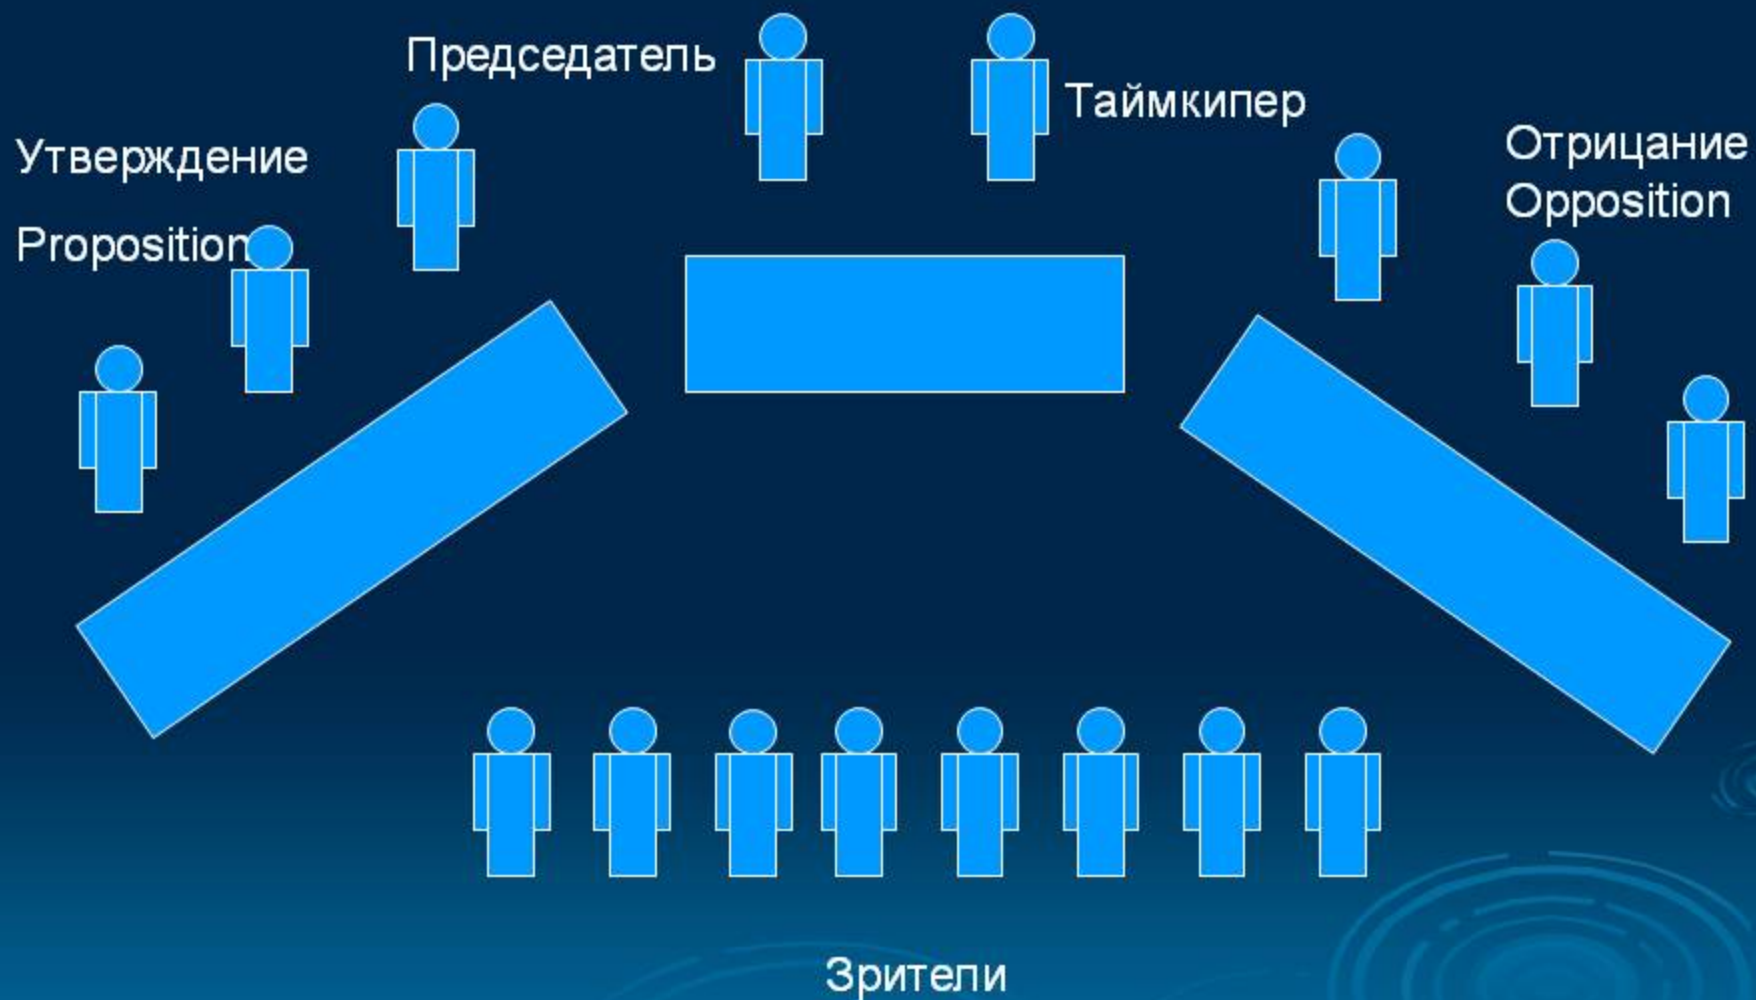 Председатель
Таймкипер
Утверждение
Proposition
Отрицание
Opposition
Зрители